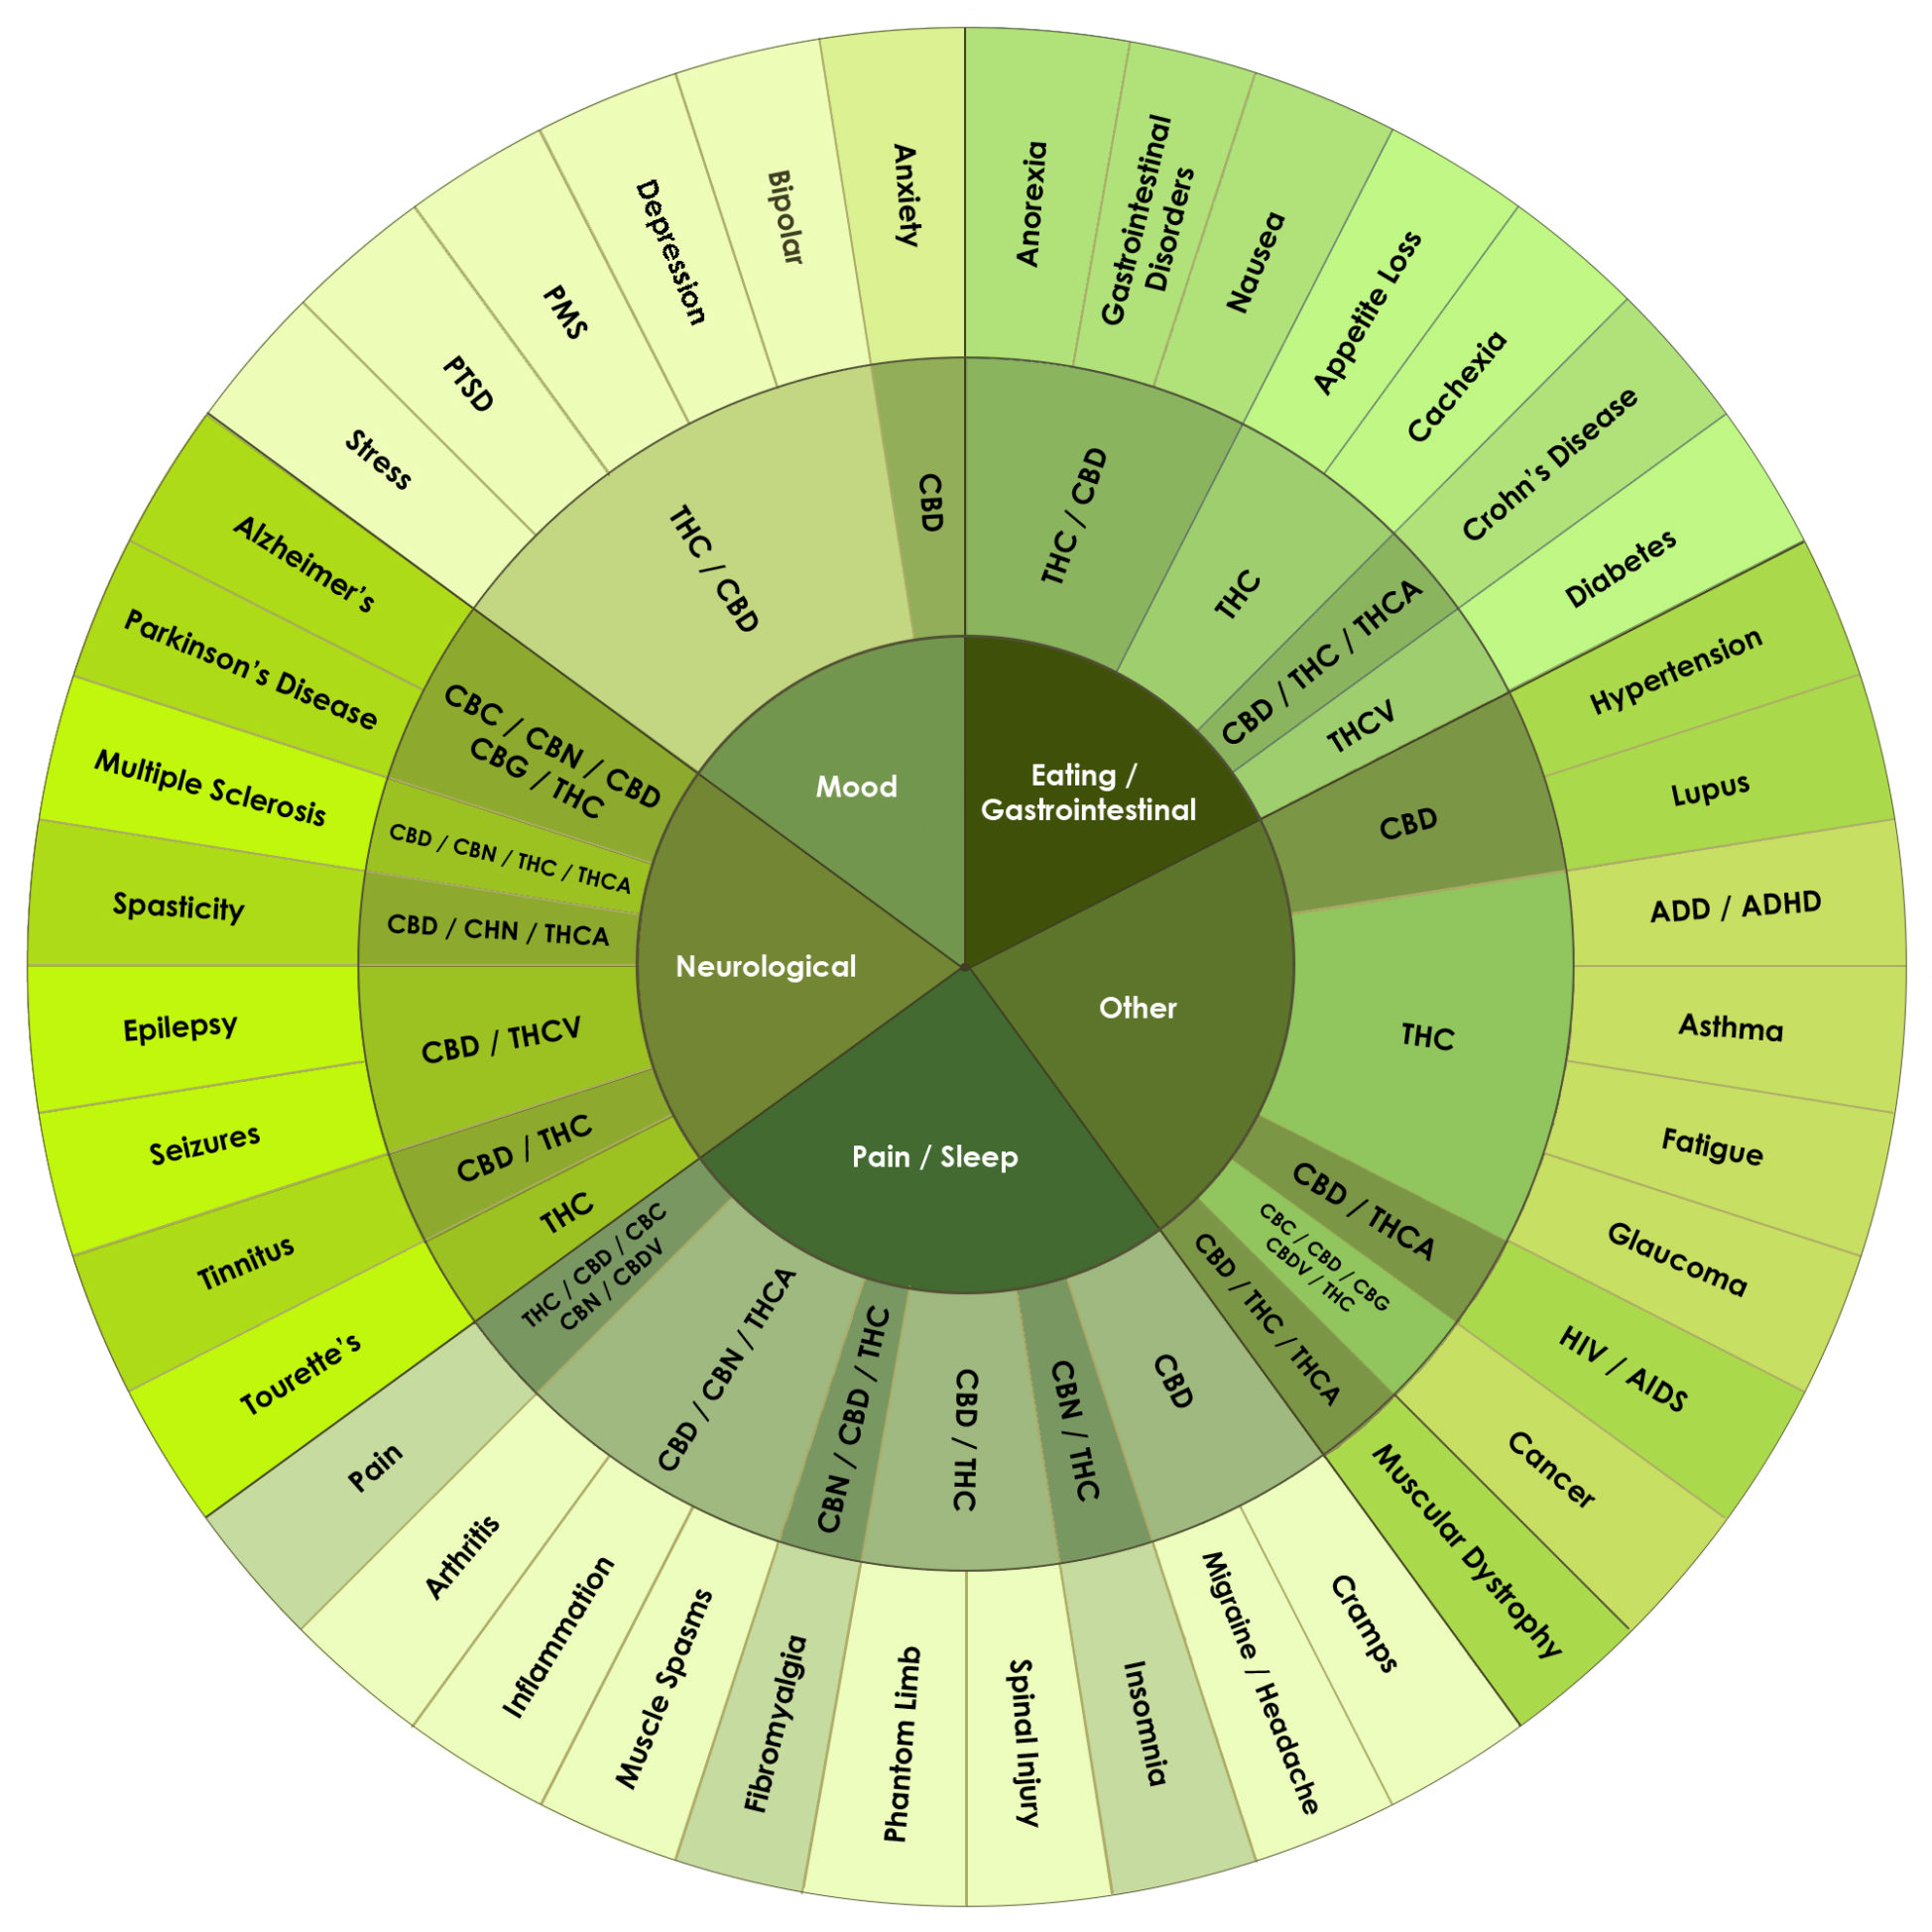 Mood
Eating /
Gastrointestinal
Other
Pain / Sleep
Neurological
THC / CBD
THC
CBD / THC / THCA
THCV
CBD
THC
CBD / THCA
CBC / CBD / CBG
CBDV / THC
CBD / THC / THCA
CBD
CBN / THC
CBD / THC
CBN / CBD / THC
CBD / CBN / THCA
THC / CBD / CBC
CBN / CBDV
THC
CBD / THC
CBD / THCV
CBD / CHN / THCA
CBD / CBN / THC / THCA
CBC / CBN / CBD
CBG / THC
THC / CBD
CBD
Anorexia
Gastrointestinal
Disorders
Nausea
Appetite Loss
Cachexia
Crohn’s Disease
Diabetes
Hypertension
Lupus
ADD / ADHD
Asthma
Fatigue
Glaucoma
HIV / AIDS
Cancer
Muscular Dystrophy
Cramps
Migraine / Headache
Insomnia
Spinal Injury
Phantom Limb
Fibromyalgia
Muscle Spasms
Inflammation
Arthritis
Pain
Tourette’s
Tinnitus
Seizures
Epilepsy
Spasticity
Multiple Sclerosis
Parkinson’s Disease
Alzheimer’s
Stress
PTSD
PMS
Depression
Bipolar
Anxiety